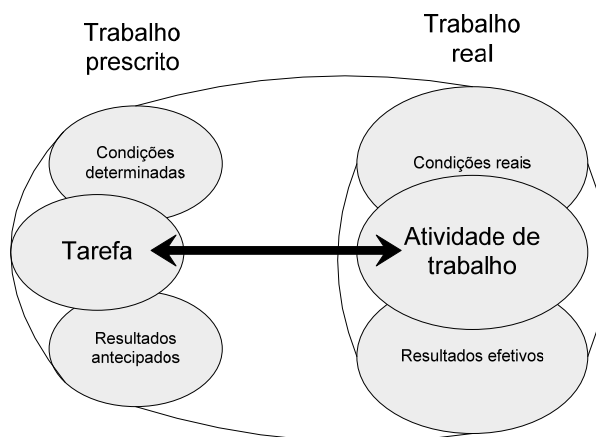 Trabalho
prescrito
Condições
determinadas
Tarefa
Resultados
antecipados
Trabalho
real
Condições reais
Atividade de
trabalho
Resultados efetivos